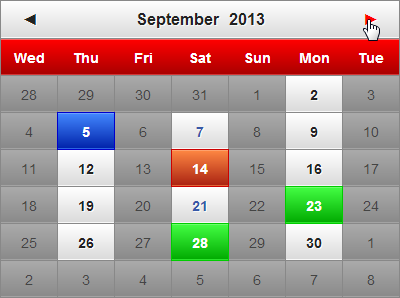 ◄ September 2013 ►
Wed Thu Fri Sat Sun Mon Tue
28 29 30 31 1 2 3
4 5 6 7 8 9 10
11 12 13 14 15 16 17
18 19 20 21 22 23 24
25 26 27 28 29 30 1
2 3 4 5 6 7 8